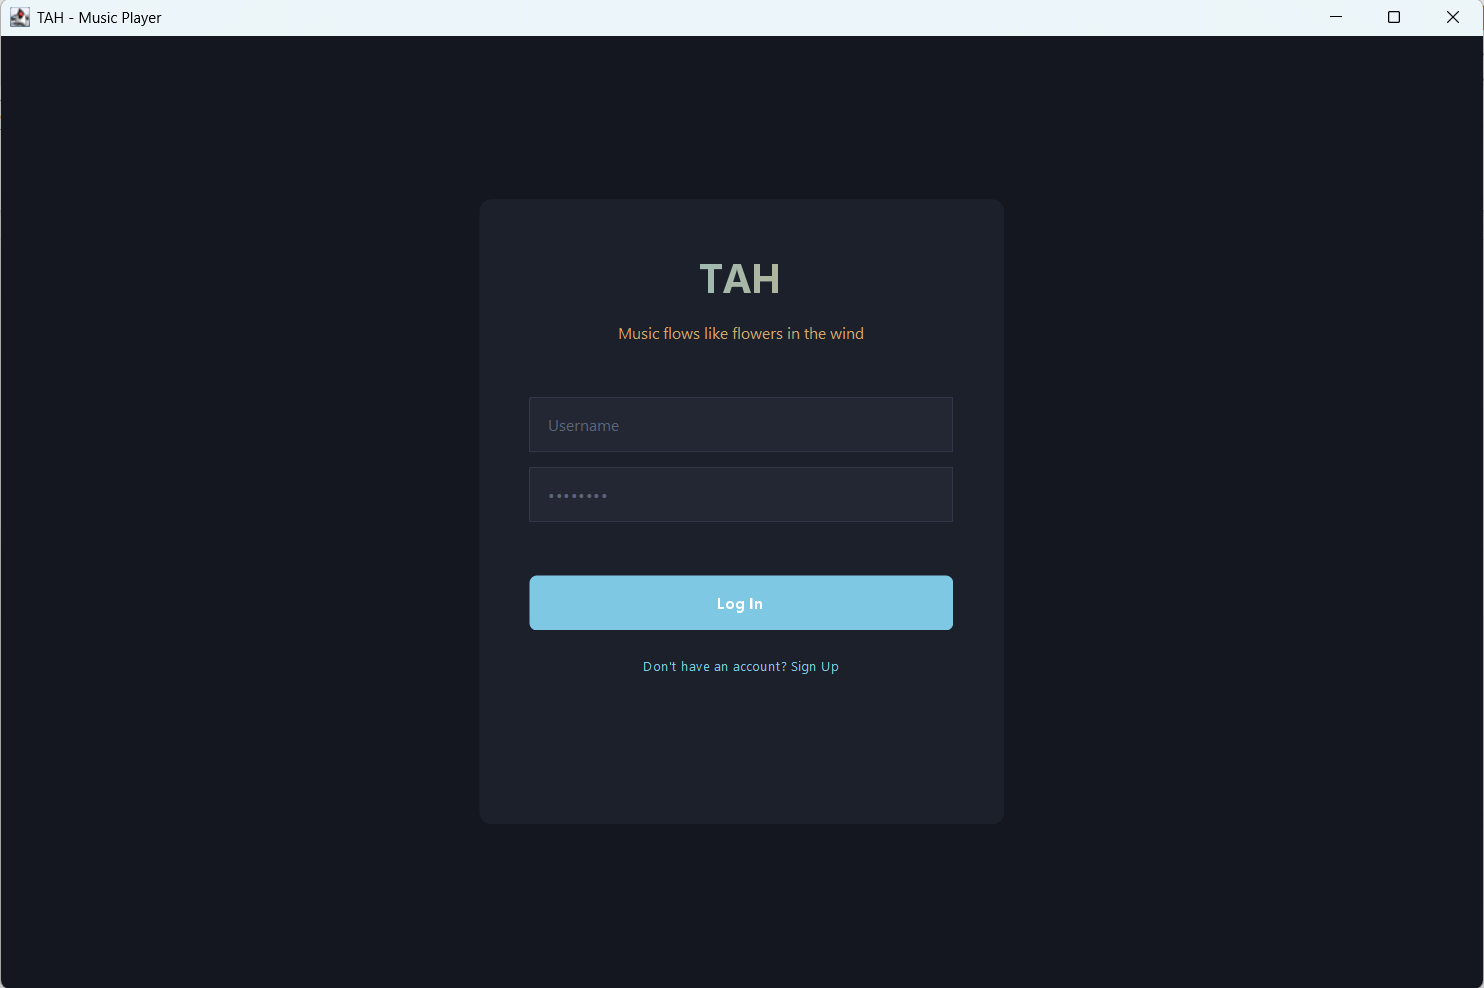 TAH - Music Player
TAH
Music flows like flowers in the wind
Username
••••••••
Log In
Don't have an account? Sign Up